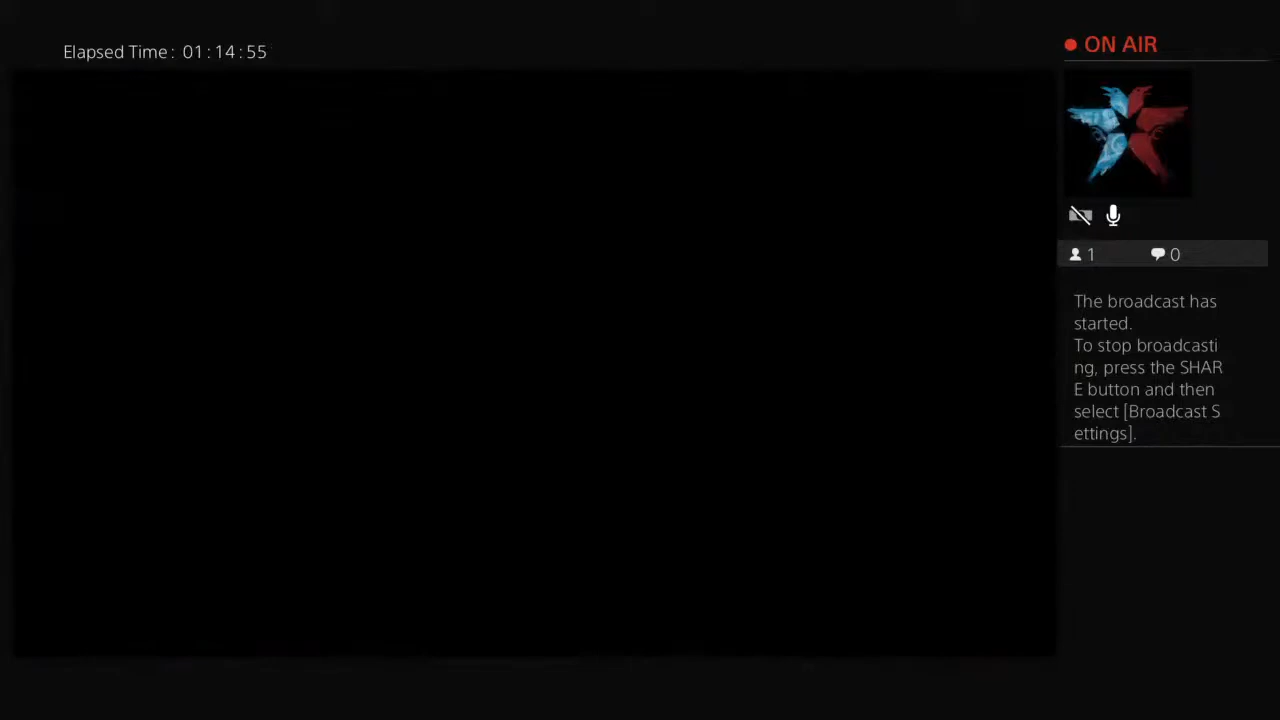 Elapsed Time: 01:14:55
ON AIR
1
0
The broadcast has
started.
To stop broadcasti
ng, press the SHAR
E button and then
select [Broadcast S
ettings].